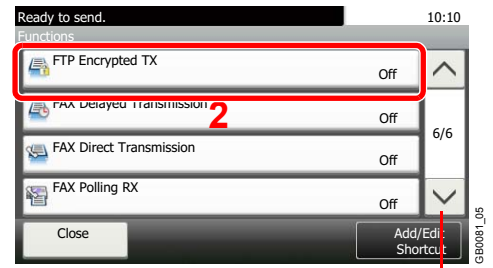 Ready to send.
10:10
Functions
FTP Encrypted TX
Off
FAX Delayed Transmission
2
Off
6/6
FAX Direct Transmission
Off
FAX Polling RX
Off
Close
Add/Edit
Shortcut
GB0081_05